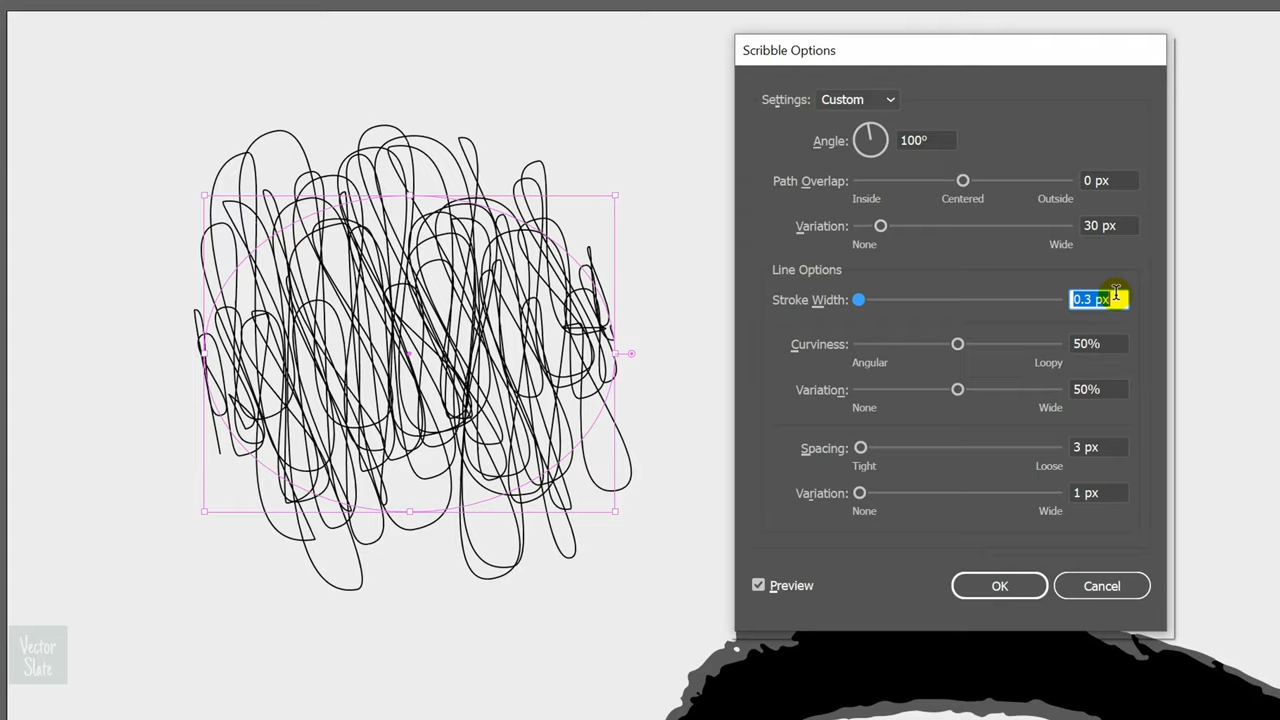 Scribble Options
Settings: Custom
Angle: 100º
Path Overlap: 0 px
Inside Centered Outside
Variation: 30 px
None Wide
Line Options
Stroke Width: 0.3 px
Curviness: 50%
Angular Loopy
Variation: 50%
None Wide
Spacing: 3 px
Tight Loose
Variation: 1 px
None Wide
Preview OK Cancel
Vector
Slate